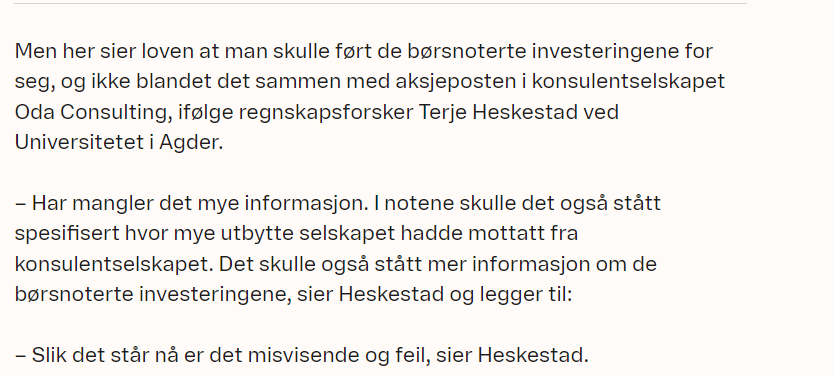 Men her sier loven at man skulle ført de børsnoterte investeringene for
seg, og ikke blandet det sammen med aksjeposten i konsulentselskapet
Oda Consulting, ifølge regnskapsforsker Terje Heskestad ved
Universitetet i Agder.
– Har mangler det mye informasjon. I notene skulle det også stått
spesifisert hvor mye utbytte selskapet hadde mottatt fra
konsulentselskapet. Det skulle også stått mer informasjon om de
børsnoterte investeringene, sier Heskestad og legger til:
– Slik det står nå er det misvisende og feil, sier Heskestad.